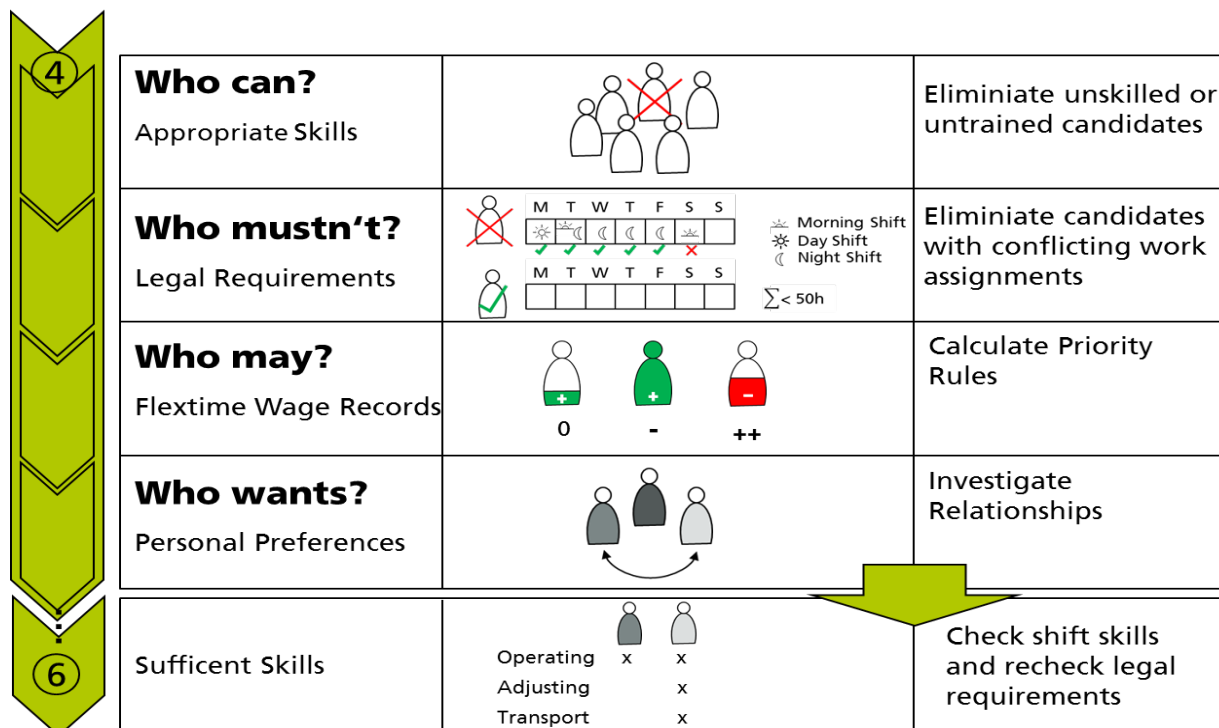 4
Who can?
Appropriate Skills
Eliminiate unskilled or
untrained candidates
Who mustn‘t?
Legal Requirements
M T W T F S S
Morning Shift
Day Shift
Night Shift
M T W T F S S
∑< 50h
Eliminiate candidates
with conflicting work
assignments
Who may?
Flextime Wage Records
+ + -
0 - ++
Calculate Priority
Rules
Who wants?
Personal Preferences
Investigate
Relationships
6
Sufficent Skills
Operating x x
Adjusting x
Transport x
Check shift skills
and recheck legal
requirements